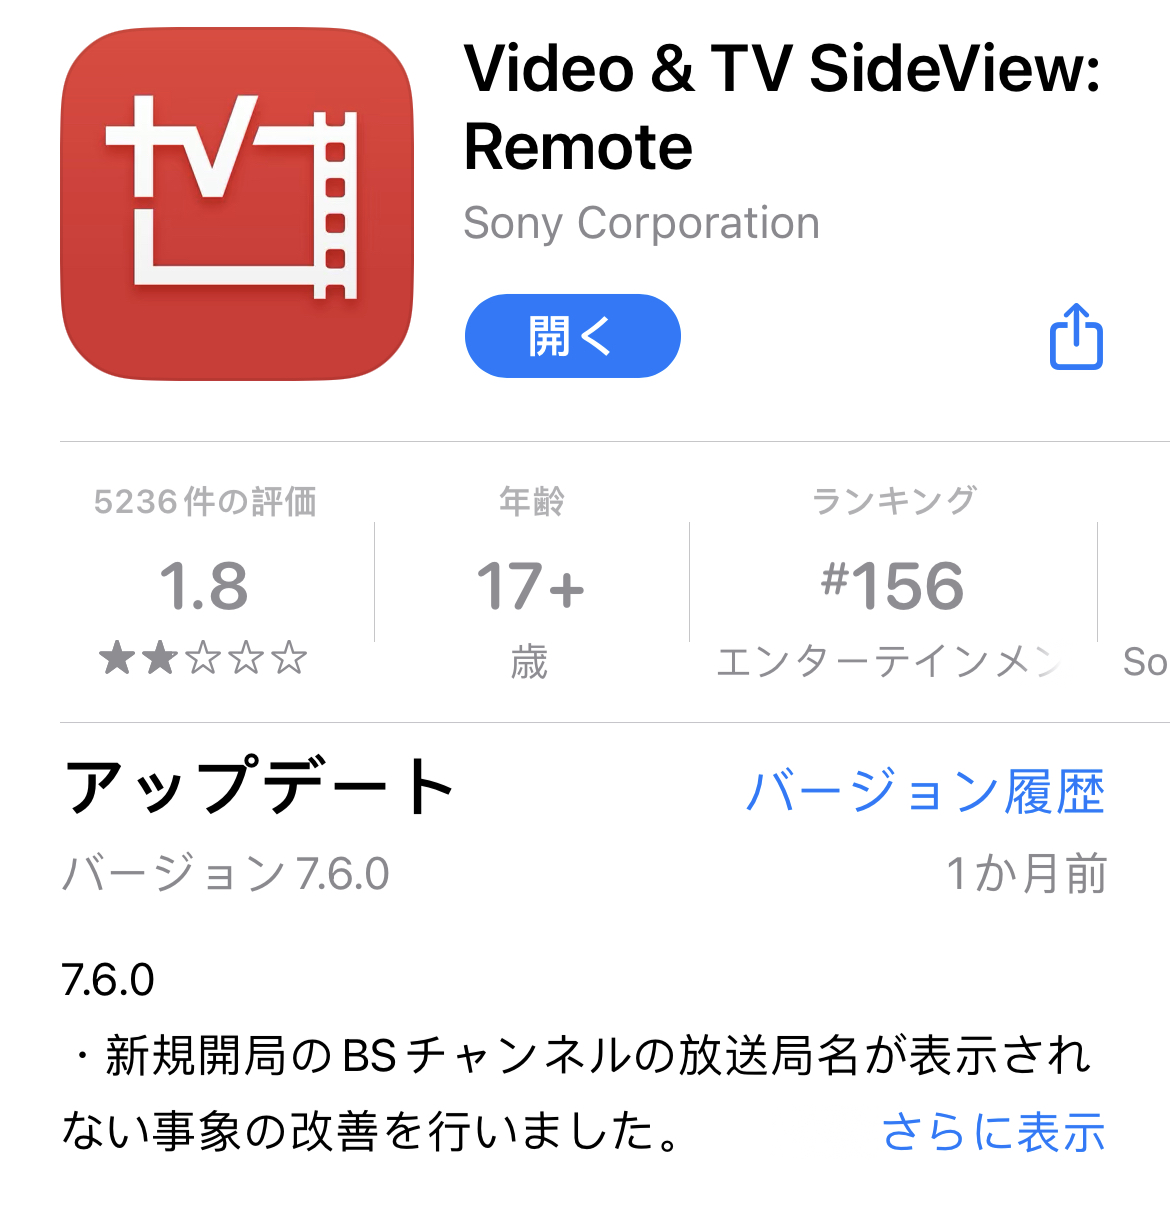 tv
Video & TV SideView:
Remote
Sony Corporation
開く
5236件の評価
年齢
ランキング
1.8
17+
#156
★★☆☆☆
歳
エンターテインメン
So
アップデート
バージョン履歴
バージョン 7.6.0
1か月前
7.6.0
・新規開局のBSチャンネルの放送局名が表示され
ない事象の改善を行いました。
さらに表示